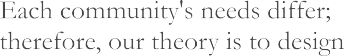 Each community's needs differ;
therefore, our theory is to design